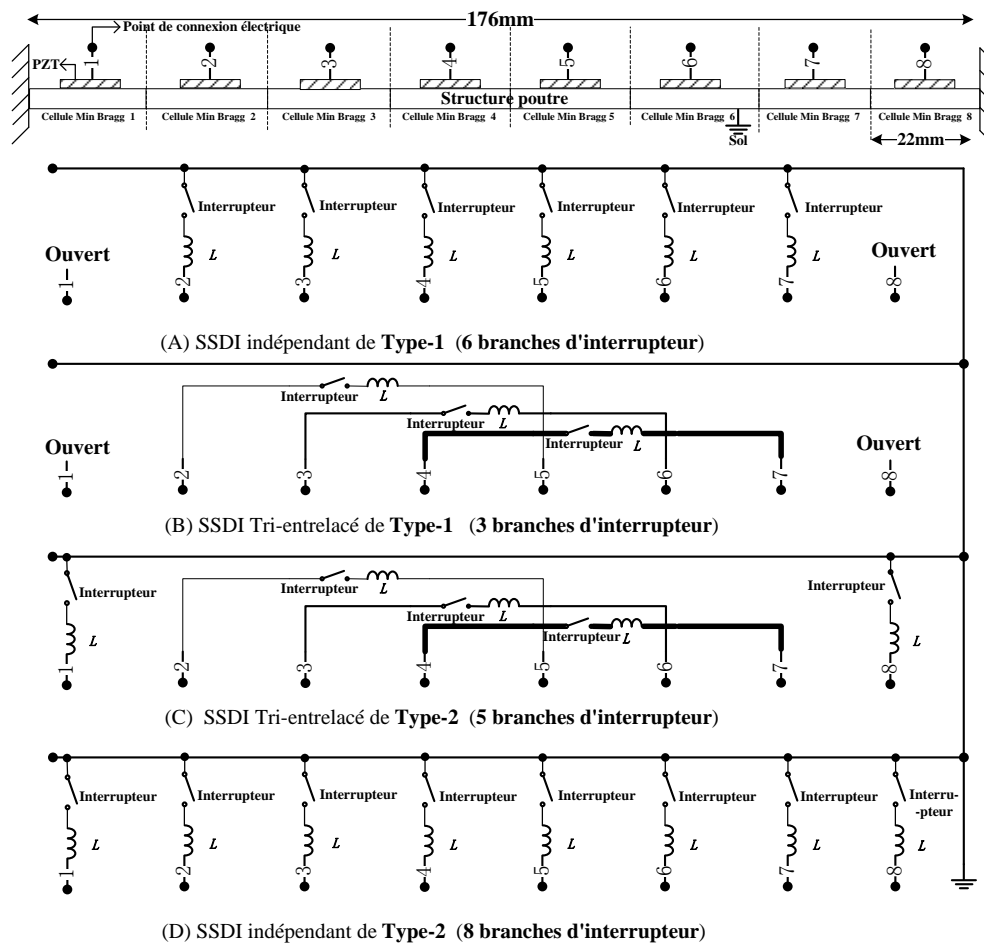 176mm
Point de connexion électrique
1 2 3 4 5 6 7 8
PZT
Structure poutre
Cellule Min Bragg 1 Cellule Min Bragg 2 Cellule Min Bragg 3 Cellule Min Bragg 4 Cellule Min Bragg 5 Cellule Min Bragg 6 Cellule Min Bragg 7 Cellule Min Bragg 8
Sol
22mm
Interrupteur Interrupteur Interrupteur Interrupteur Interrupteur Interrupteur
Ouvert L L L L L L Ouvert
1 2 3 4 5 6 7 8
(A) SSDI indépendant de Type-1 (6 branches d'interrupteur)
Interrupteur L
Interrupteur L
Ouvert Interrupteur L Ouvert
1 2 3 4 5 6 7 8
(B) SSDI Tri-entrelacé de Type-1 (3 branches d'interrupteur)
Interrupteur Interrupteur L Interrupteur
Interrupteur L
L Interrupteur L L
1 2 3 4 5 6 7 8
(C) SSDI Tri-entrelacé de Type-2 (5 branches d'interrupteur)
Interrupteur Interrupteur Interrupteur Interrupteur Interrupteur Interrupteur Interrupteur Interru-
-pteur
L L L L L L L L
1 2 3 4 5 6 7 8
(D) SSDI indépendant de Type-2 (8 branches d'interrupteur)